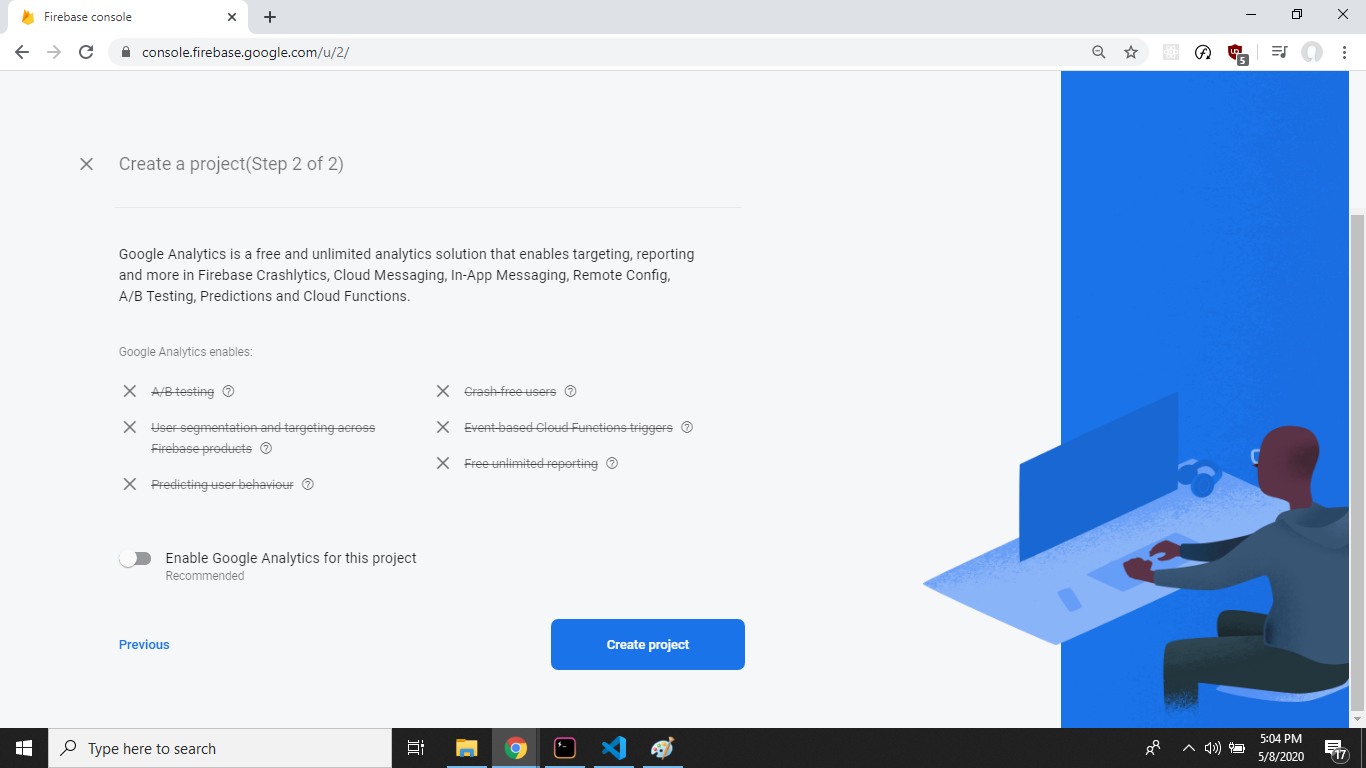 Firebase console
console.firebase.google.com/u/2/
5
Create a project(Step 2 of 2)
Google Analytics is a free and unlimited analytics solution that enables targeting, reporting
and more in Firebase Crashlytics, Cloud Messaging, In-App Messaging, Remote Config,
A/B Testing, Predictions and Cloud Functions.
Google Analytics enables:
A/B testing
Crash-free users
User segmentation and targeting across
Firebase products
Event-based Cloud Functions triggers
Free unlimited reporting
Predicting user behaviour
Enable Google Analytics for this project
Recommended
Previous
Create project
Type here to search
5:04 PM
5/8/2020
17